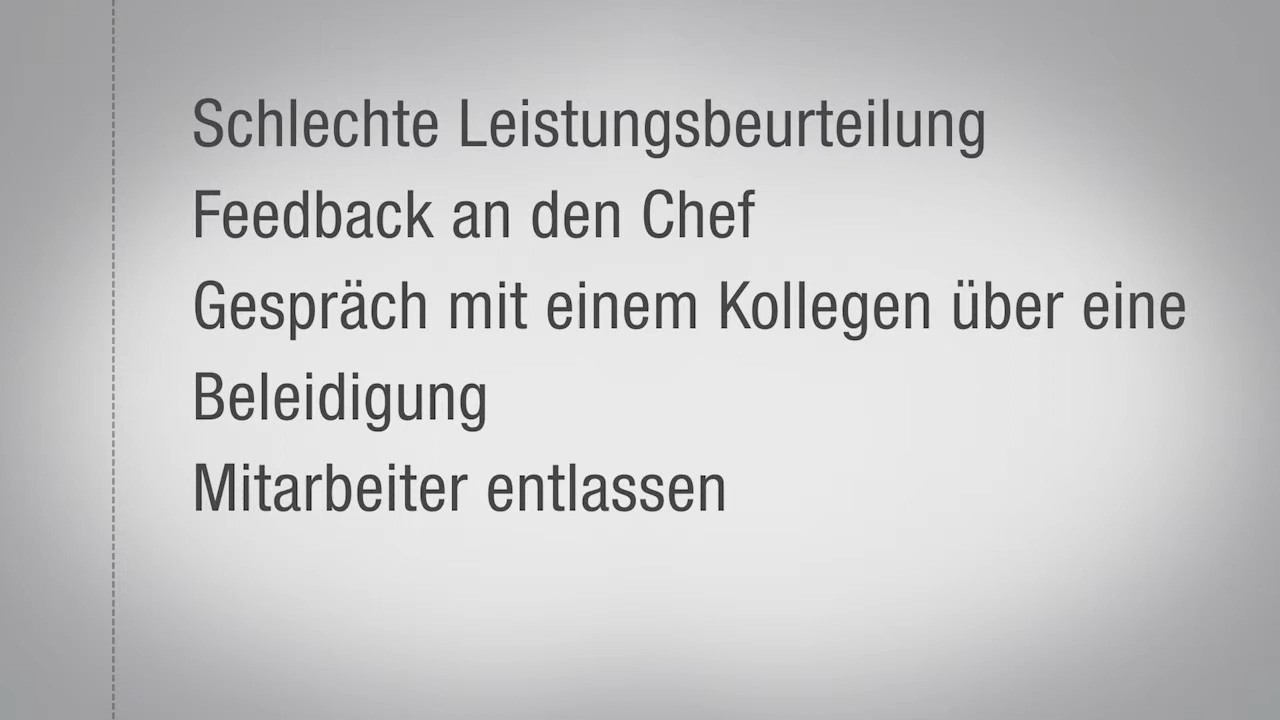 Schlechte Leistungsbeurteilung
Feedback an den Chef
Gespräch mit einem Kollegen über eine
Beleidigung
Mitarbeiter entlassen